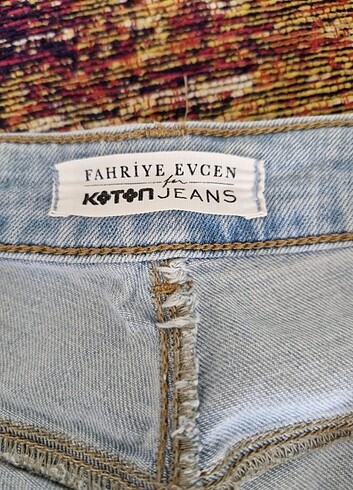 FAHRİYE EVCEN
for
KOTON JEANS